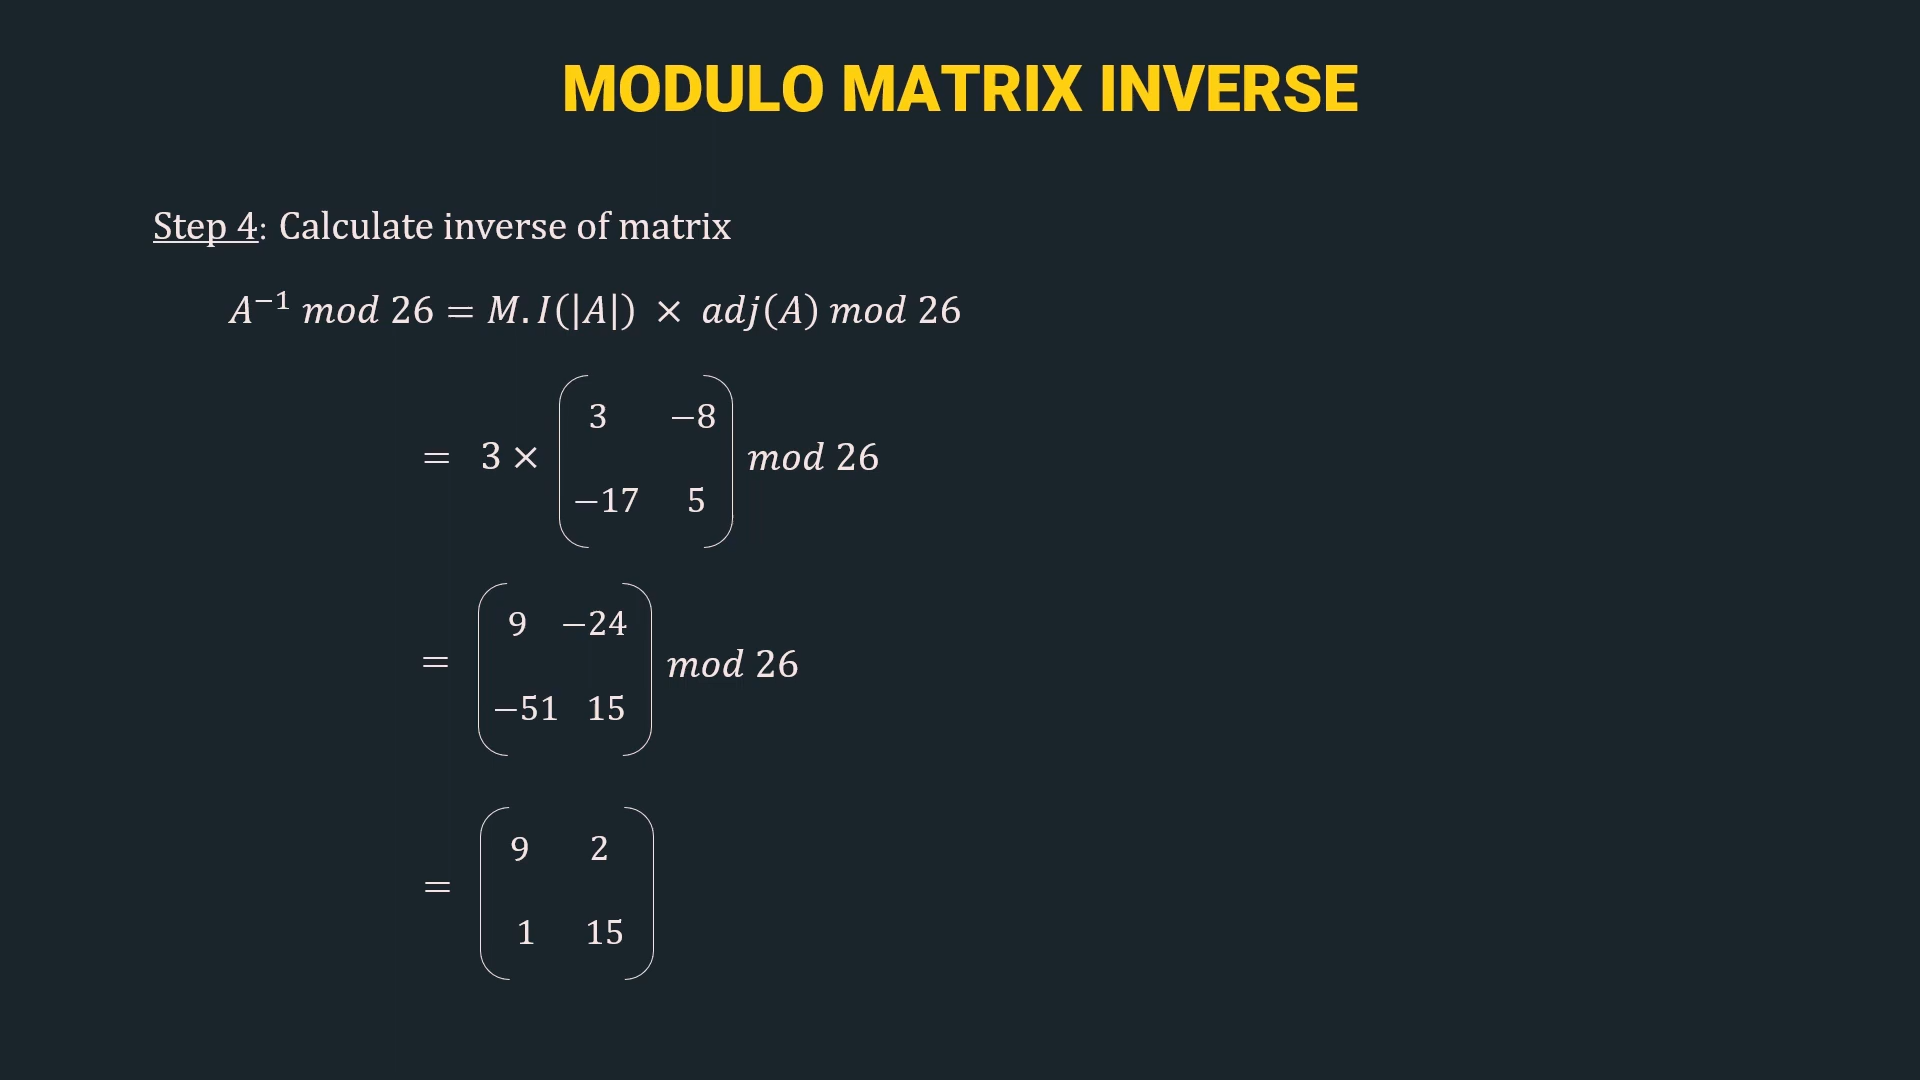 MODULO MATRIX INVERSE
Step 4: Calculate inverse of matrix
A⁻¹ mod 26 = M.I(|A|) × adj(A) mod 26
3 −8
= 3 × mod 26
−17 5
9 −24
= mod 26
−51 15
9 2
=
1 15